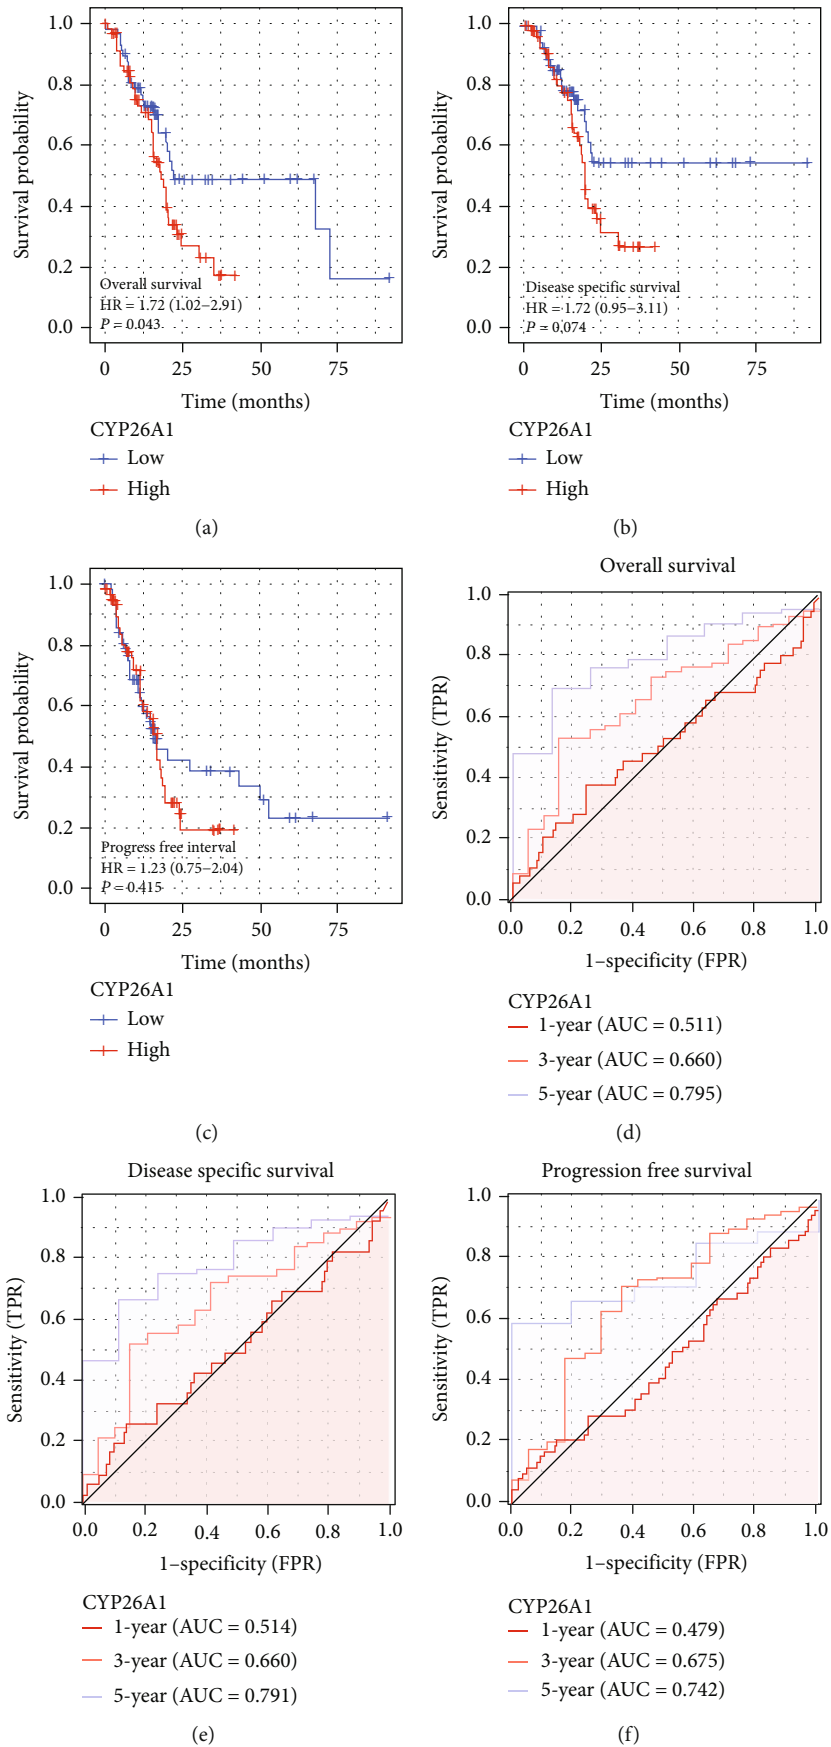 1.0
0.8
0.6
0.4
0.2
0.0
Survival probability
Overall survival
HR = 1.72 (1.02–2.91)
P = 0.043
0 25 50 75
Time (months)
CYP26A1
Low
High
(a)
1.0
0.8
0.6
0.4
0.2
0.0
Survival probability
Disease specific survival
HR = 1.72 (0.95–3.11)
P = 0.074
0 25 50 75
Time (months)
CYP26A1
Low
High
(b)
1.0
0.8
0.6
0.4
0.2
0.0
Survival probability
Progress free interval
HR = 1.23 (0.75–2.04)
P = 0.415
0 25 50 75
Time (months)
CYP26A1
Low
High
(c)
Overall survival
1.0
0.8
0.6
0.4
0.2
0.0
Sensitivity (TPR)
0.0 0.2 0.4 0.6 0.8 1.0
1–specificity (FPR)
CYP26A1
1-year (AUC = 0.511)
3-year (AUC = 0.660)
5-year (AUC = 0.795)
(d)
Disease specific survival
1.0
0.8
0.6
0.4
0.2
0.0
Sensitivity (TPR)
0.0 0.2 0.4 0.6 0.8 1.0
1–specificity (FPR)
CYP26A1
1-year (AUC = 0.514)
3-year (AUC = 0.660)
5-year (AUC = 0.791)
(e)
Progression free survival
1.0
0.8
0.6
0.4
0.2
0.0
Sensitivity (TPR)
0.0 0.2 0.4 0.6 0.8 1.0
1–specificity (FPR)
CYP26A1
1-year (AUC = 0.479)
3-year (AUC = 0.675)
5-year (AUC = 0.742)
(f)